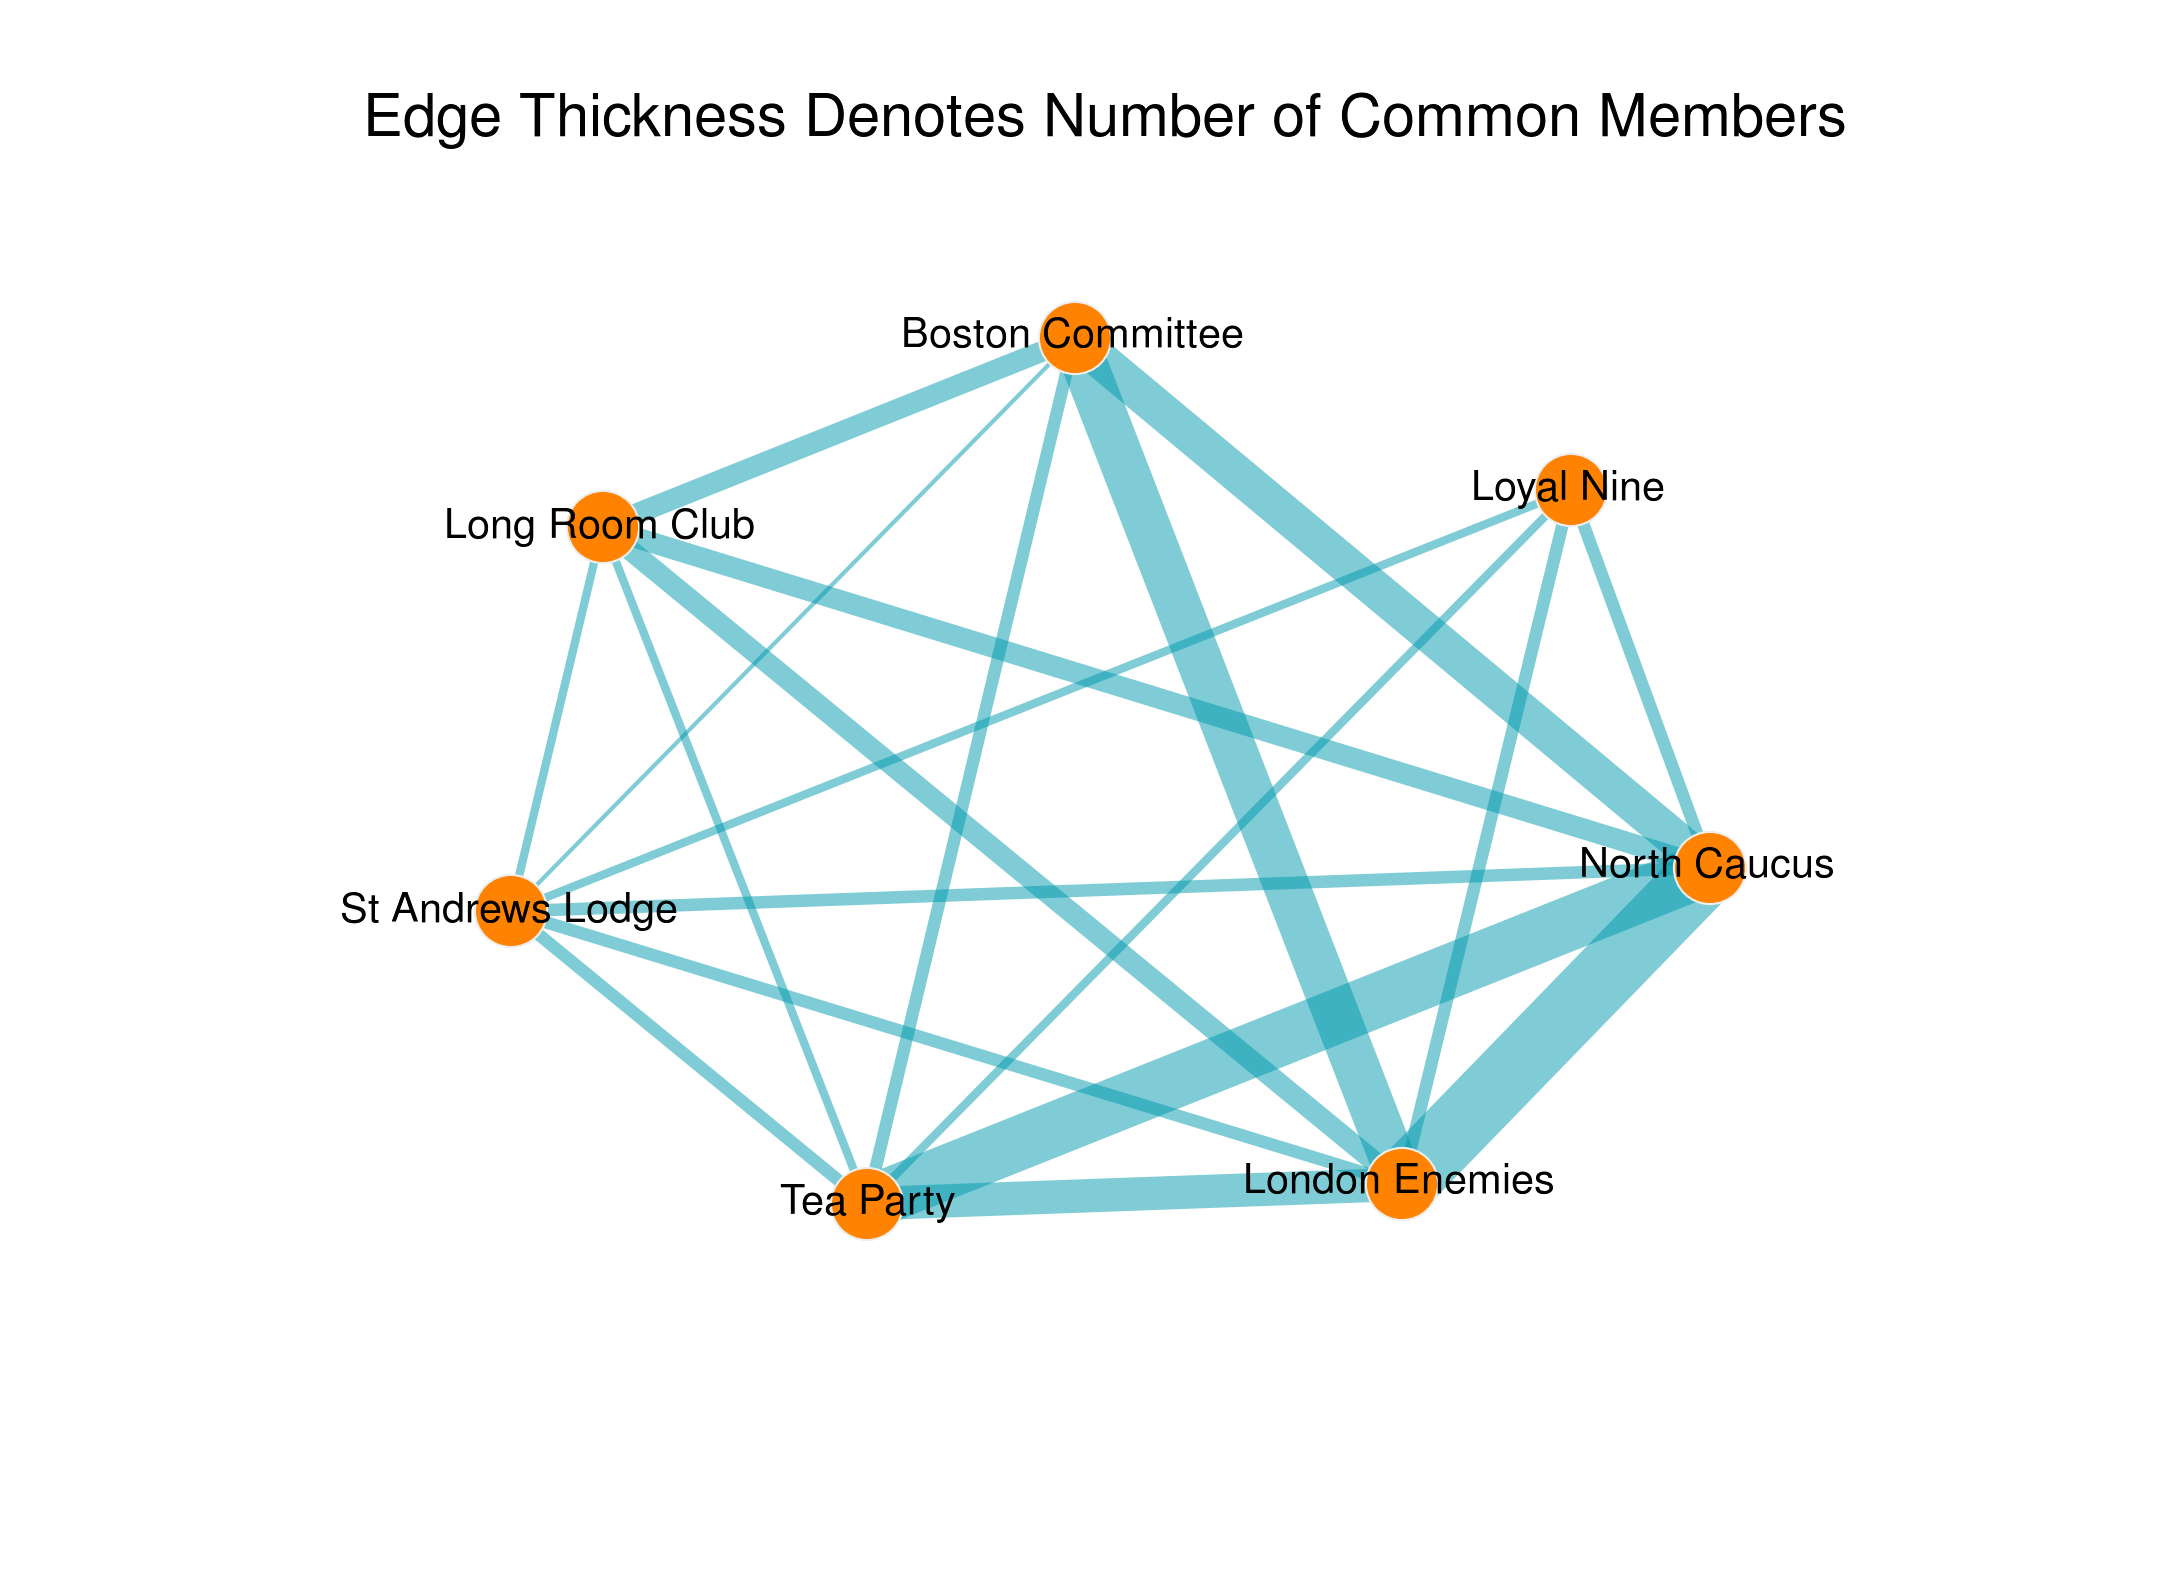 Edge Thickness Denotes Number of Common Members
Boston Committee
Loyal Nine
Long Room Club
North Caucus
St Andrews Lodge
London Enemies
Tea Party